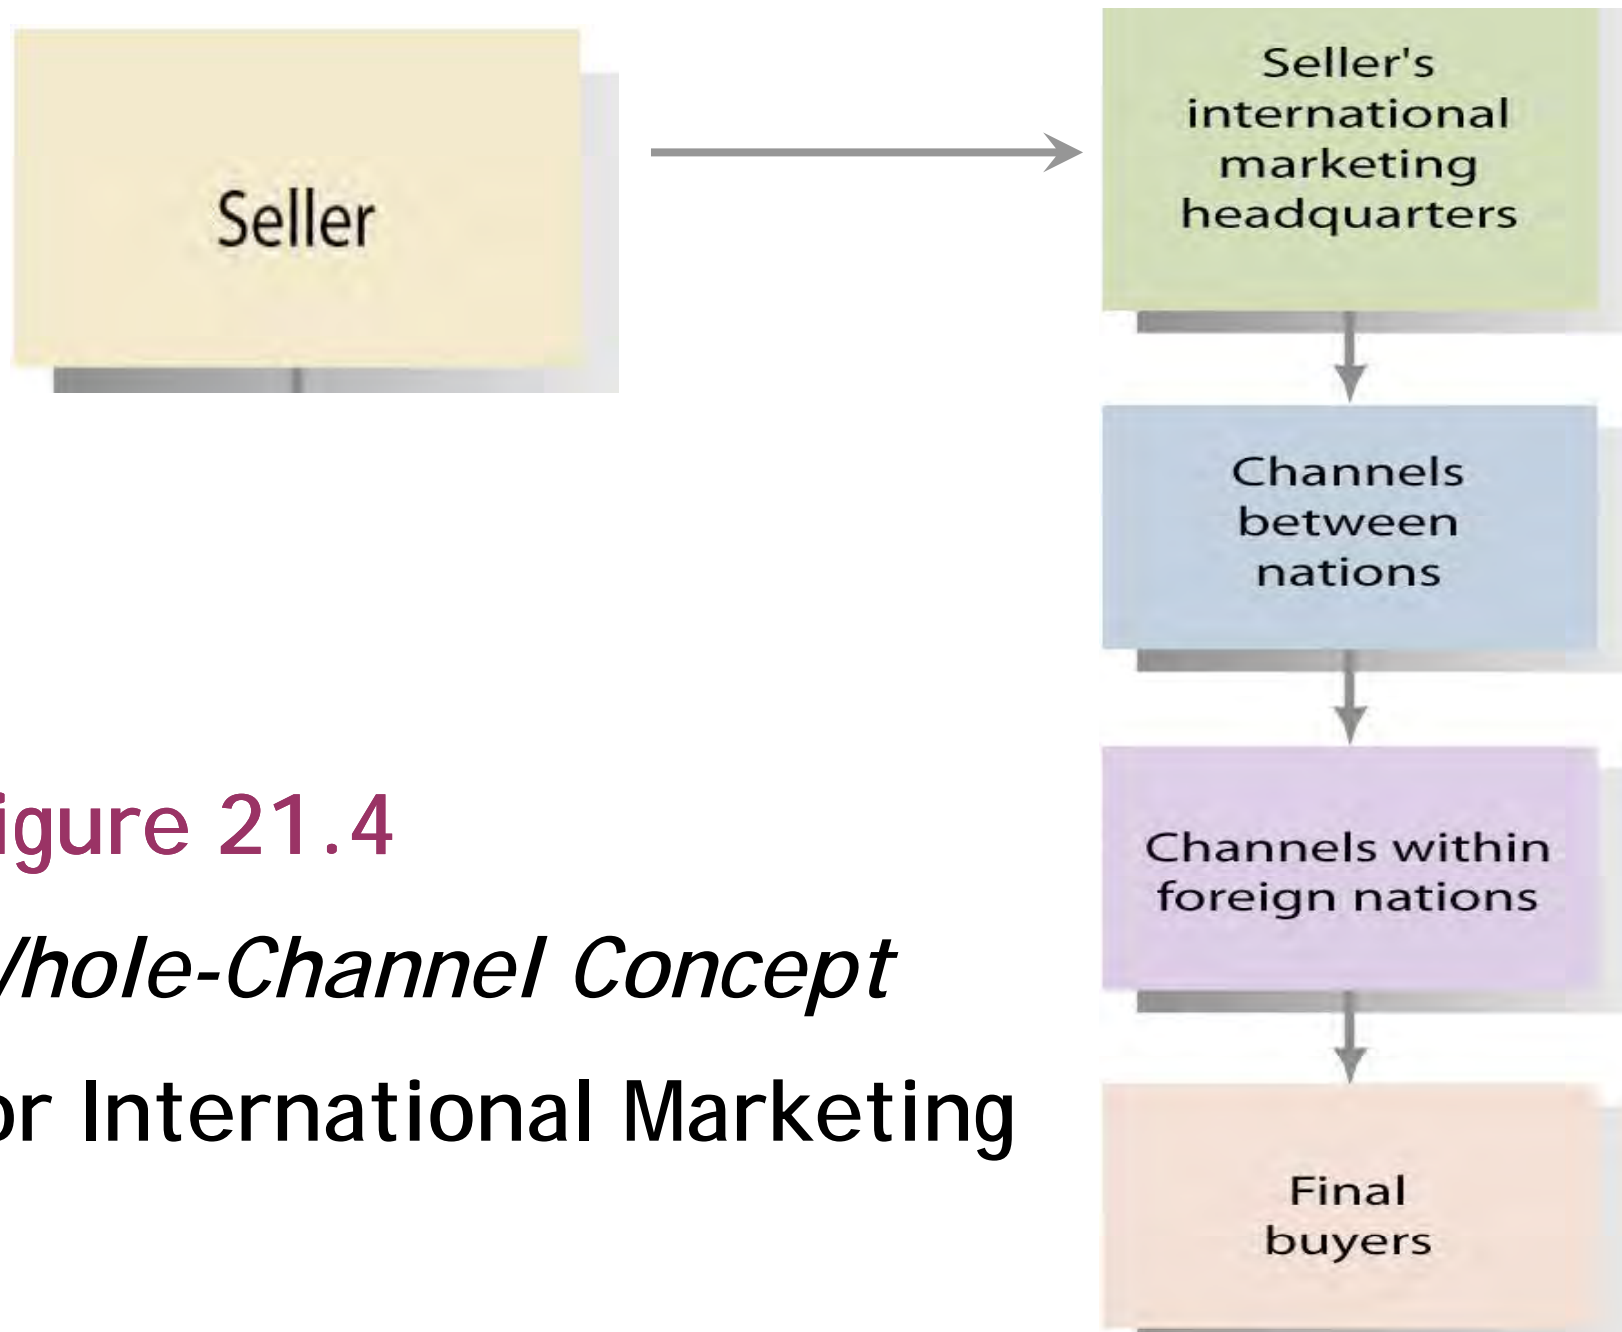 Seller
Seller's
international
marketing
headquarters
Channels
between
nations
Channels within
foreign nations
Final
buyers
igure 21.4
hole-Channel Concept
or International Marketing